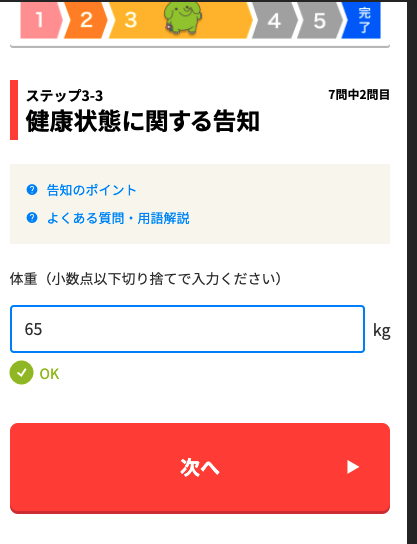 1 2 3 4 5 完了
ステップ3-3
7問中2問目
健康状態に関する告知
告知のポイント
よくある質問・用語解説
体重（小数点以下切り捨てで入力ください）
65 kg
OK
次へ